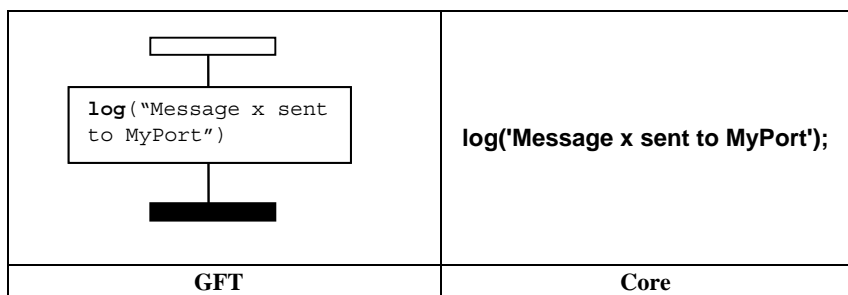 log(“Message x sent
to MyPort”)
log('Message x sent to MyPort');
GFT
Core